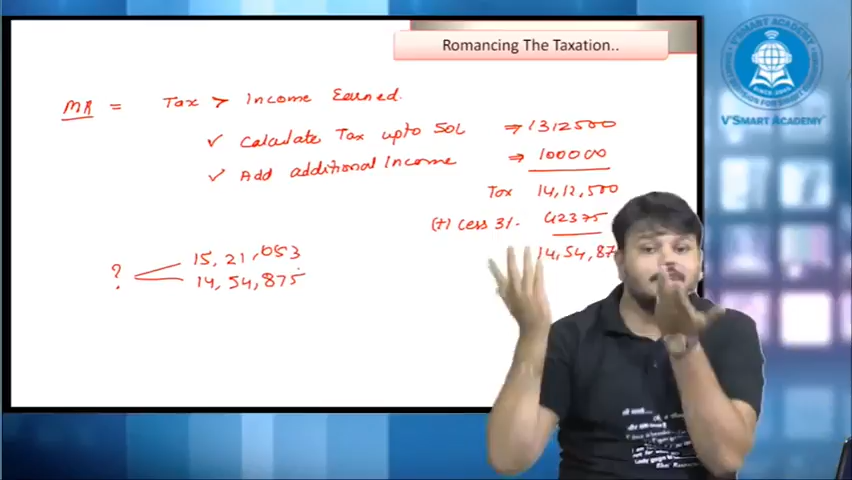 Romancing The Taxation..
V'SMART ACADEMY
MR = Tax > Income Earned.
✓ Calculate Tax upto 50L ⇒ 1312500
✓ Add additional Income ⇒ 100000
Tax 14,12,500
(+) Cess 3%. 42375
14,54,87
? 15,21,053
14,54,875